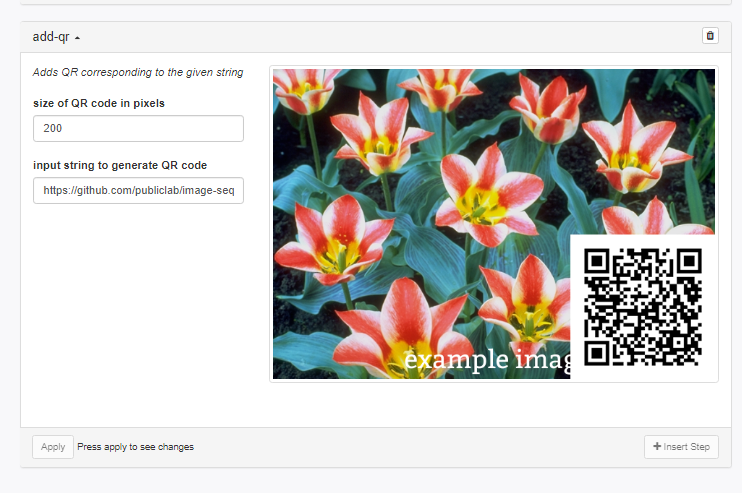 add-qr
Adds QR corresponding to the given string
size of QR code in pixels
200
input string to generate QR code
https://github.com/publiclab/image-seq
example imag
Apply Press apply to see changes
Insert Step